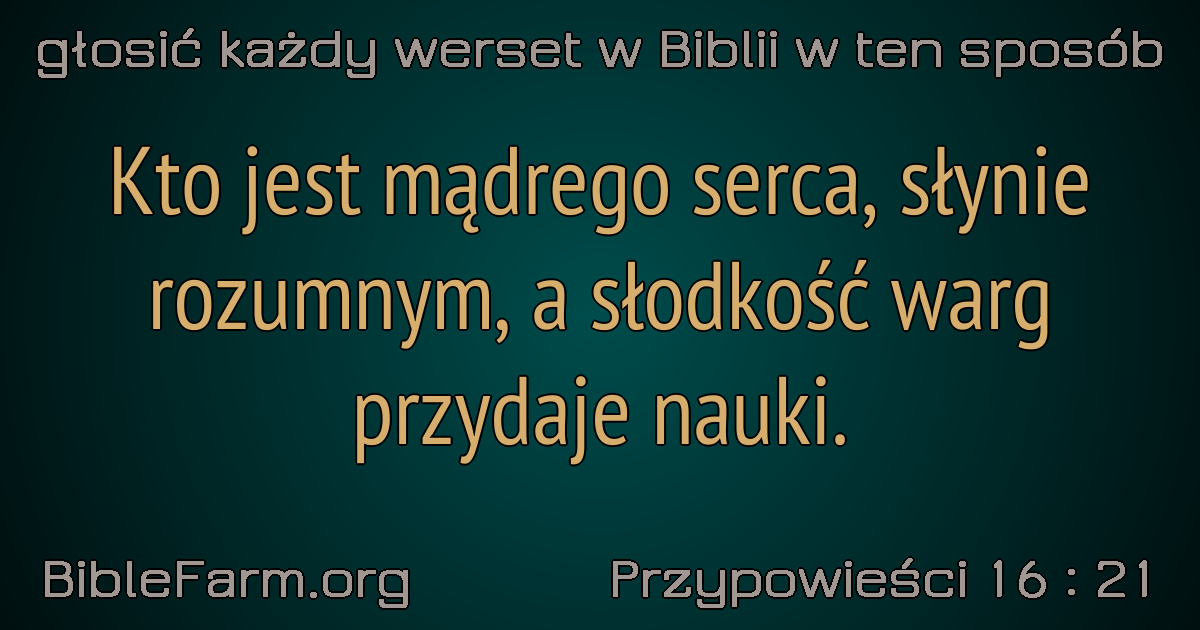 głosić każdy werset w Biblii w ten sposób
Kto jest mądrego serca, słynie
rozumnym, a słodkość warg
przydaje nauki.
BibleFarm.org
Przypowieści 16 : 21